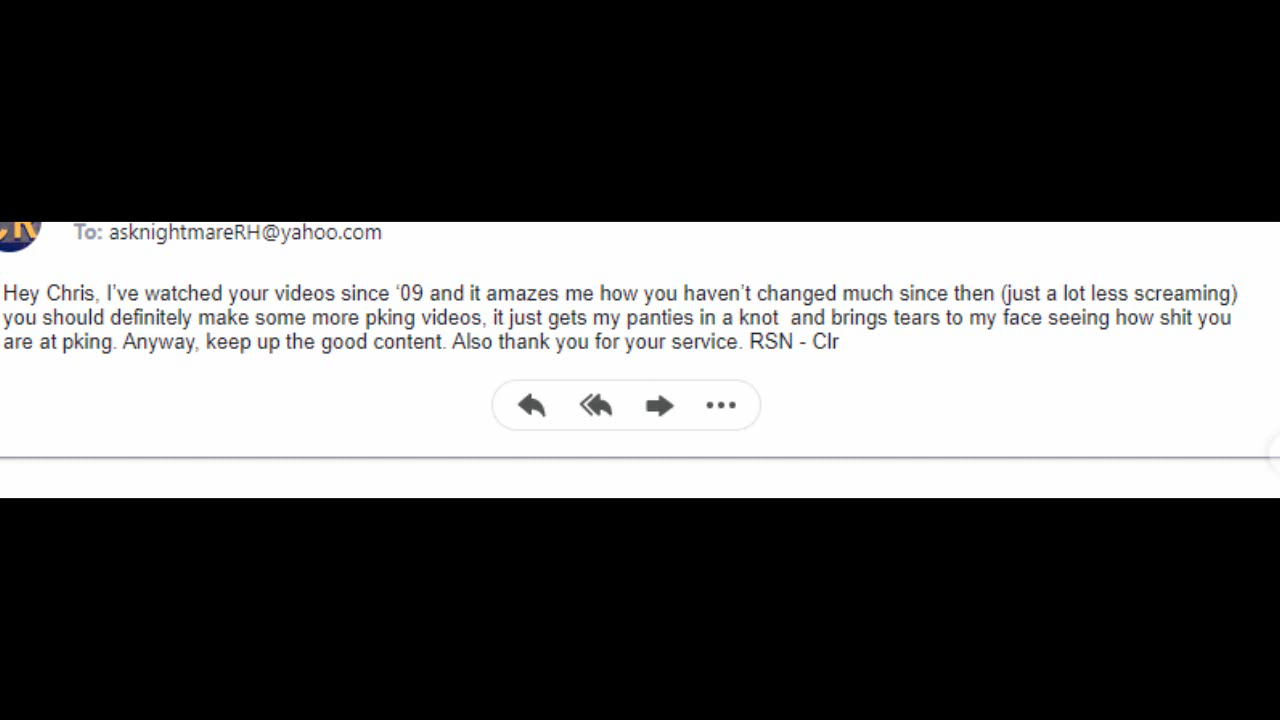 To: asknightmareRH@yahoo.com
Hey Chris, I’ve watched your videos since ‘09 and it amazes me how you haven’t changed much since then (just a lot less screaming)
you should definitely make some more pking videos, it just gets my panties in a knot  and brings tears to my face seeing how shit you
are at pking. Anyway, keep up the good content. Also thank you for your service. RSN - Clr